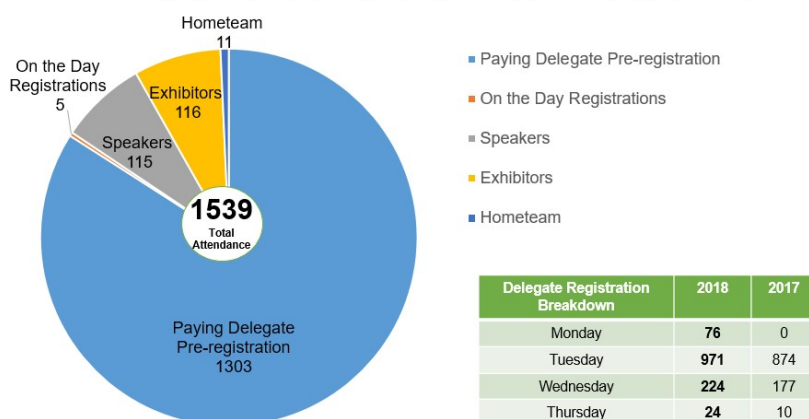 Hometeam
11
On the Day
Registrations
5
Exhibitors
116
Speakers
115
1539
Total
Attendance
Paying Delegate
Pre-registration
1303
Paying Delegate Pre-registration
On the Day Registrations
Speakers
Exhibitors
Hometeam
Delegate Registration Breakdown 2018 2017
Monday 76 0
Tuesday 971 874
Wednesday 224 177
Thursday 24 10